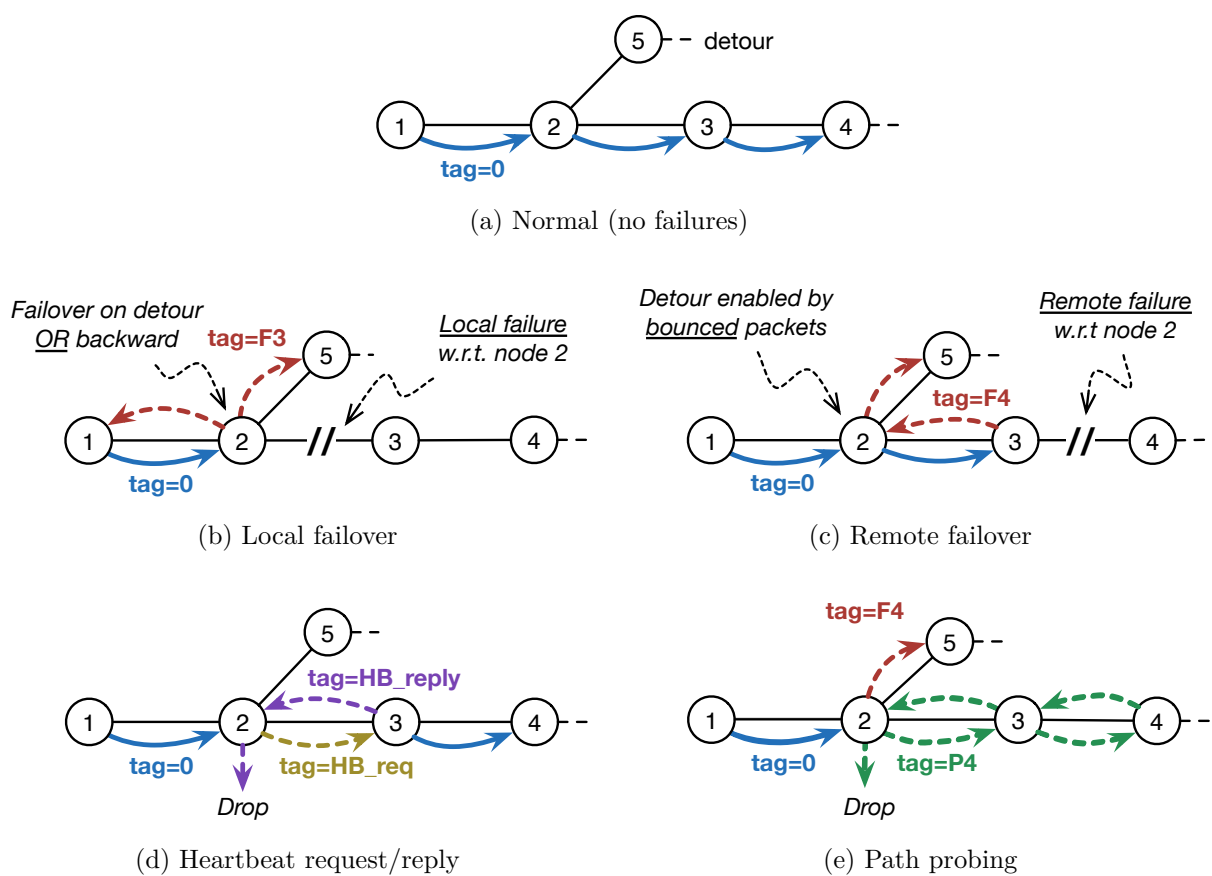 5
detour
1
2
3
4
tag=0
(a) Normal (no failures)
Failover on detour
OR backward
tag=F3
Local failure
w.r.t. node 2
5
1
2
3
4
tag=0
(b) Local failover
Detour enabled by
bounced packets
Remote failure
w.r.t node 2
5
tag=F4
1
2
3
4
tag=0
(c) Remote failover
5
tag=HB_reply
1
2
3
4
tag=0
tag=HB_req
Drop
(d) Heartbeat request/reply
tag=F4
5
1
2
3
4
tag=0
tag=P4
Drop
(e) Path probing